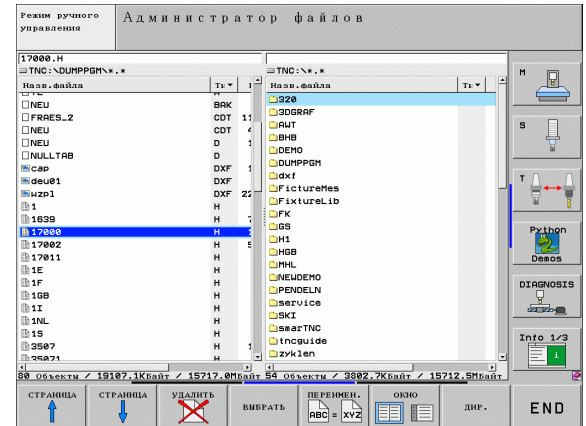 Режим ручного
управления
Администратор файлов
17000.H
TNC:\DUMPPGM\*.*
TNC:\*.*
Назв.файла
Назв.файла
NEU BAK
FRAES_2 CDT 11
NEU CDT
NEU D
NULLTAB D
cap DXF
deu01 DXF
wzpl DXF 22
1 H
1639 H
17000 H
17002 H
17011 H
1E H
1F H
1GB H
1I H
1NL H
1S H
3507 H
35071 H
320
3DGRAF
AWT
BHB
DEMO
DUMPPGM
dxf
FictureMes
FixtureLib
FK
GS
H1
HGB
MHL
NEWDEMO
PENDELN
service
SKI
smarTNC
tncguide
zyklen
80 Объекты / 19107.1Кбайт / 15717.0Мбайт
54 Объекты / 3802.7Кбайт / 15712.5Мбайт
M
S
T
Python
Demos
DIAGNOSIS
Info 1/3
СТРАНИЦА
СТРАНИЦА
УДАЛИТЬ
ВЫБРАТЬ
ПЕРЕИМЕН.
ABC = XYZ
ОКНО
ДИР.
END